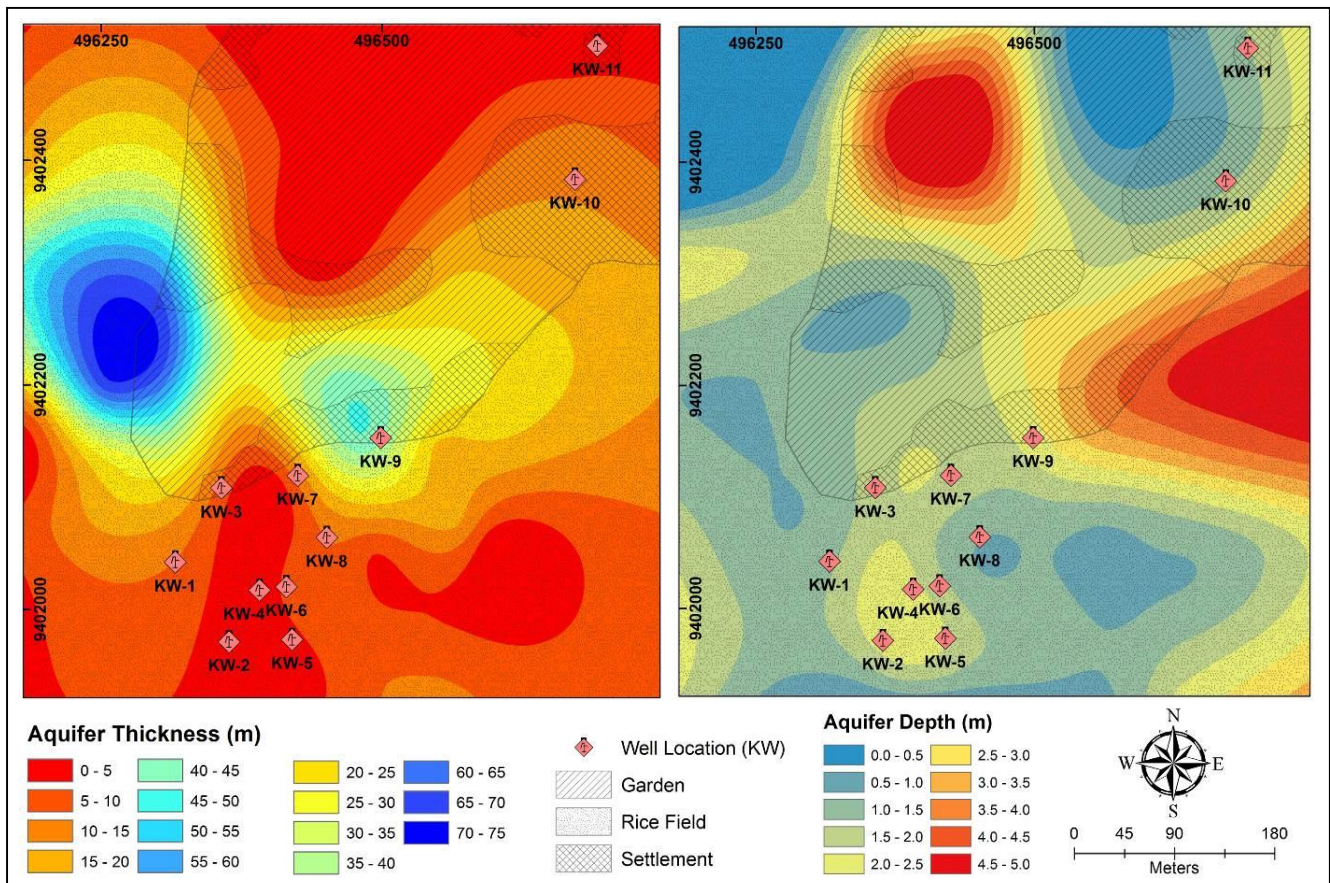 496250
496500
9402400
9402200
9402000
KW-11
KW-10
KW-9
KW-7
KW-3
KW-8
KW-1
KW-4
KW-6
KW-2
KW-5
496250
496500
9402400
9402200
9402000
KW-11
KW-10
KW-9
KW-7
KW-3
KW-8
KW-1
KW-4
KW-6
KW-2
KW-5
Aquifer Thickness (m)
0 - 5
5 - 10
10 - 15
15 - 20
40 - 45
45 - 50
50 - 55
55 - 60
20 - 25
25 - 30
30 - 35
35 - 40
60 - 65
65 - 70
70 - 75
Well Location (KW)
Garden
Rice Field
Settlement
Aquifer Depth (m)
0.0 - 0.5
0.5 - 1.0
1.0 - 1.5
1.5 - 2.0
2.0 - 2.5
2.5 - 3.0
3.0 - 3.5
3.5 - 4.0
4.0 - 4.5
4.5 - 5.0
N
W E
S
0 45 90 180
Meters